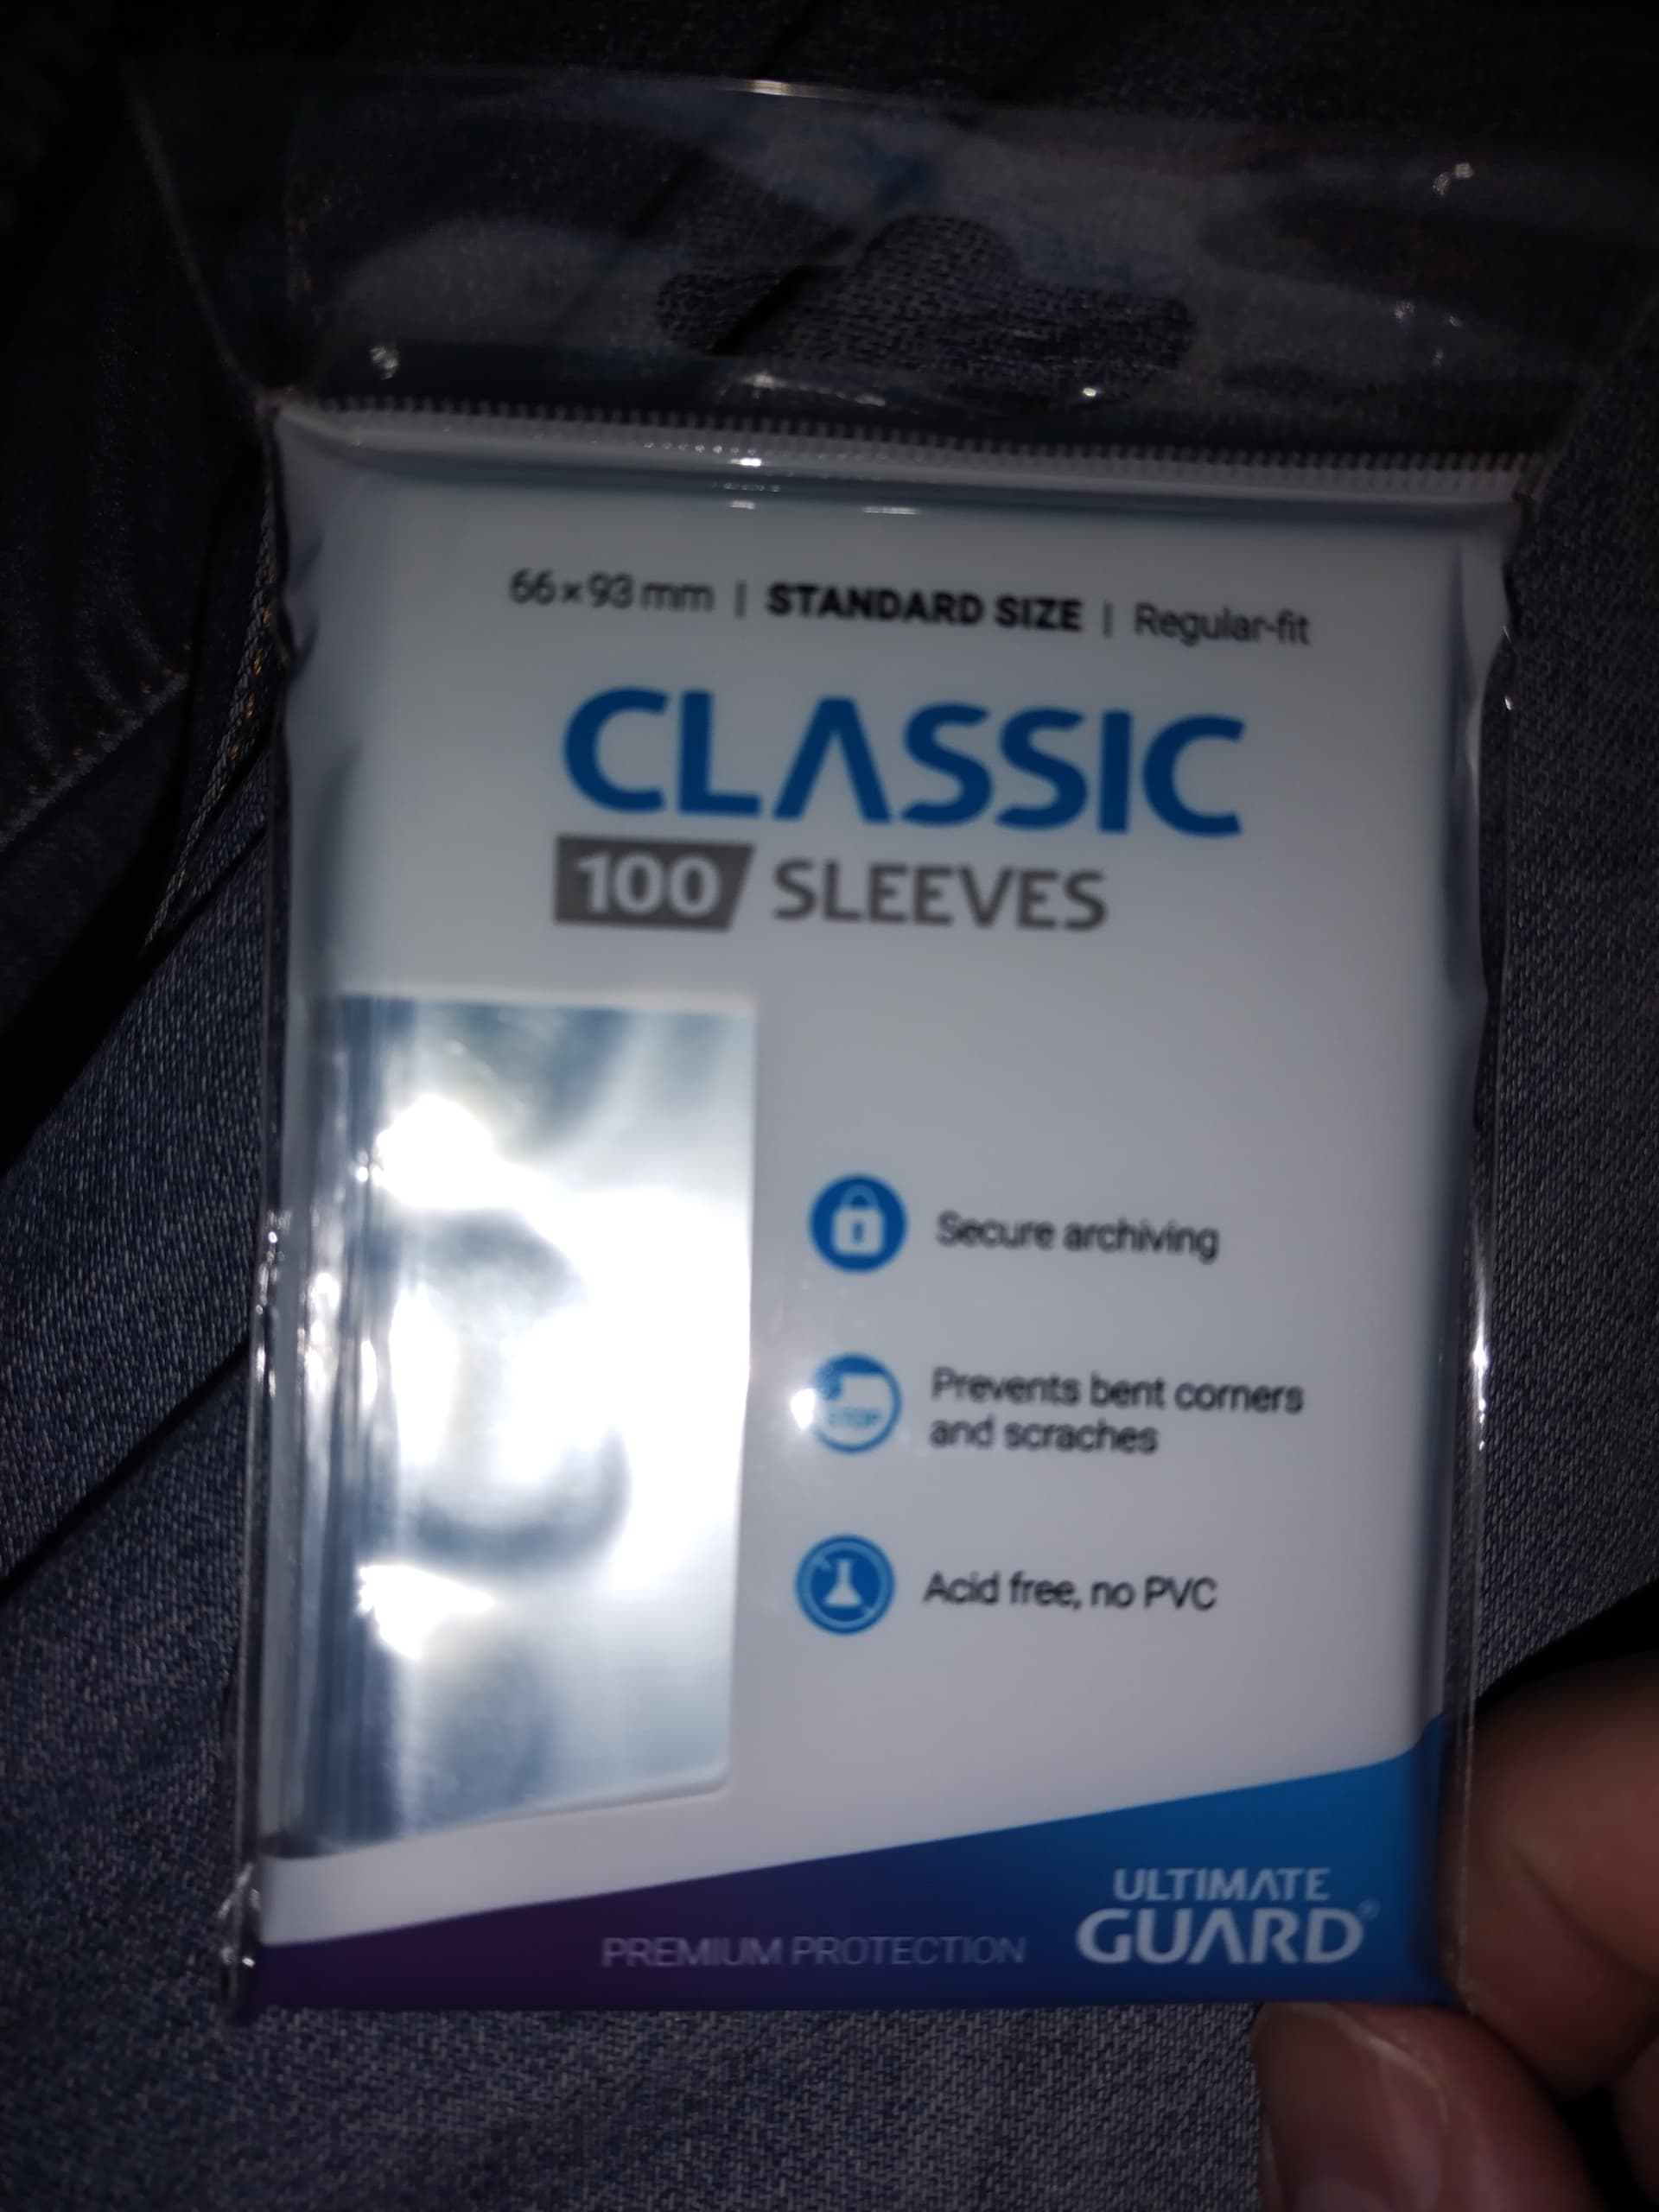 66×93 mm | STANDARD SIZE | Regular-fit
CLASSIC
100 SLEEVES
Secure archiving
STOP
Prevents bent corners
and scraches
Acid free, no PVC
PREMIUM PROTECTION
ULTIMATE
GUARD®